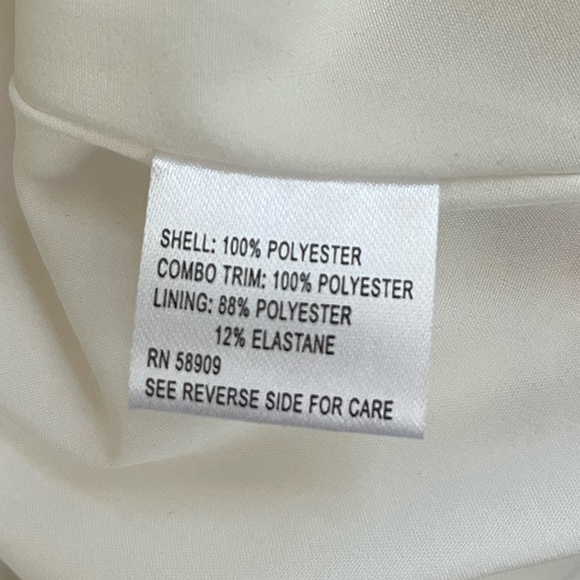 SHELL: 100% POLYESTER
COMBO TRIM: 100% POLYESTER
LINING: 88% POLYESTER
12% ELASTANE
RN 58909
SEE REVERSE SIDE FOR CARE